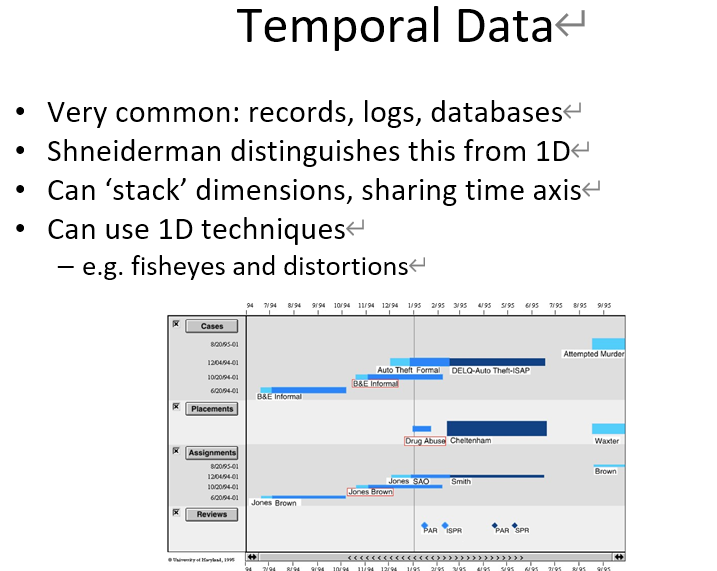 Temporal Data
• Very common: records, logs, databases
• Shneiderman distinguishes this from 1D
• Can ‘stack’ dimensions, sharing time axis
• Can use 1D techniques
– e.g. fisheyes and distortions
94 7/94 8/94 9/94 10/94 11/94 12/94 1/95 2/95 3/95 4/95 5/95 6/95 7/95 8/95 9/95
Cases
8/20/95-01
Attempted Murder
12/04/94-01
Auto Theft Formal DELQ-Auto Theft-ISAP
10/20/94-01
B&E Informal
6/20/94-01
B&E Informal
Placements
Drug Abuse Cheltenham Waxter
Assignments
8/20/95-01
Brown
12/04/94-01
Jones SAO Smith
10/20/94-01
Jones Brown
6/20/94-01
Jones Brown
Reviews
PAR ISPR PAR SPR
© University of Maryland, 1995
94 7/94 8/94 9/94 10/94 11/94 12/94 1/95 2/95 3/95 4/95 5/95 6/95 7/95 8/95 9/95